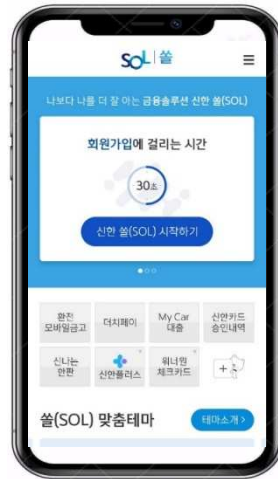 SOL 쏠
나보다 나를 더 잘 아는 금융솔루션 신한 쏠(SOL)
회원가입에 걸리는 시간
30초
신한 쏠(SOL) 시작하기
환전
모바일금고
더치페이
My Car
대출
신한카드
승인내역
신나는
한판
신한플러스
워너원
체크카드
쏠(SOL) 맞춤테마
테마소개 >